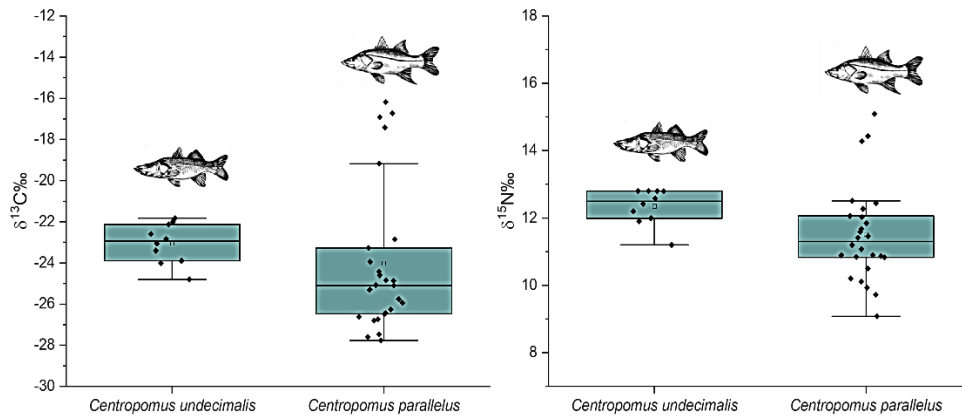 δ13C‰
-12
-14
-16
-18
-20
-22
-24
-26
-28
-30
Centropomus undecimalis
Centropomus parallelus
δ15N‰
18
16
14
12
10
8
Centropomus undecimalis
Centropomus parallelus